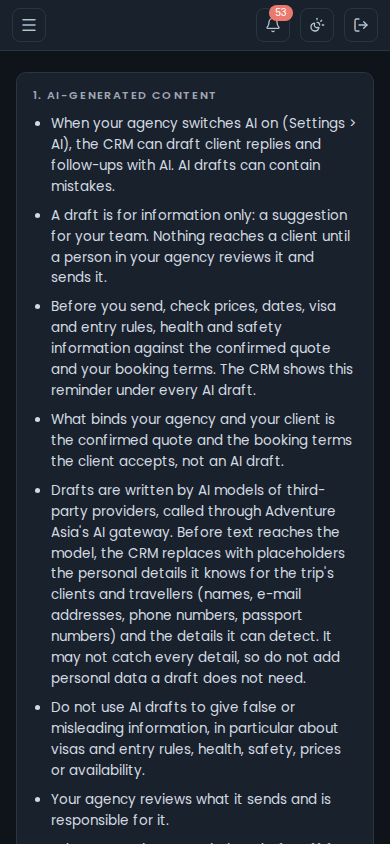 53
1. AI-GENERATED CONTENT
• When your agency switches AI on (Settings >
AI), the CRM can draft client replies and
follow-ups with AI. AI drafts can contain
mistakes.
• A draft is for information only: a suggestion
for your team. Nothing reaches a client until
a person in your agency reviews it and
sends it.
• Before you send, check prices, dates, visa
and entry rules, health and safety
information against the confirmed quote
and your booking terms. The CRM shows this
reminder under every AI draft.
• What binds your agency and your client is
the confirmed quote and the booking terms
the client accepts, not an AI draft.
• Drafts are written by AI models of third-
party providers, called through Adventure
Asia's AI gateway. Before text reaches the
model, the CRM replaces with placeholders
the personal details it knows for the trip's
clients and travellers (names, e-mail
addresses, phone numbers, passport
numbers) and the details it can detect. It
may not catch every detail, so do not add
personal data a draft does not need.
• Do not use AI drafts to give false or
misleading information, in particular about
visas and entry rules, health, safety, prices
or availability.
• Your agency reviews what it sends and is
responsible for it.